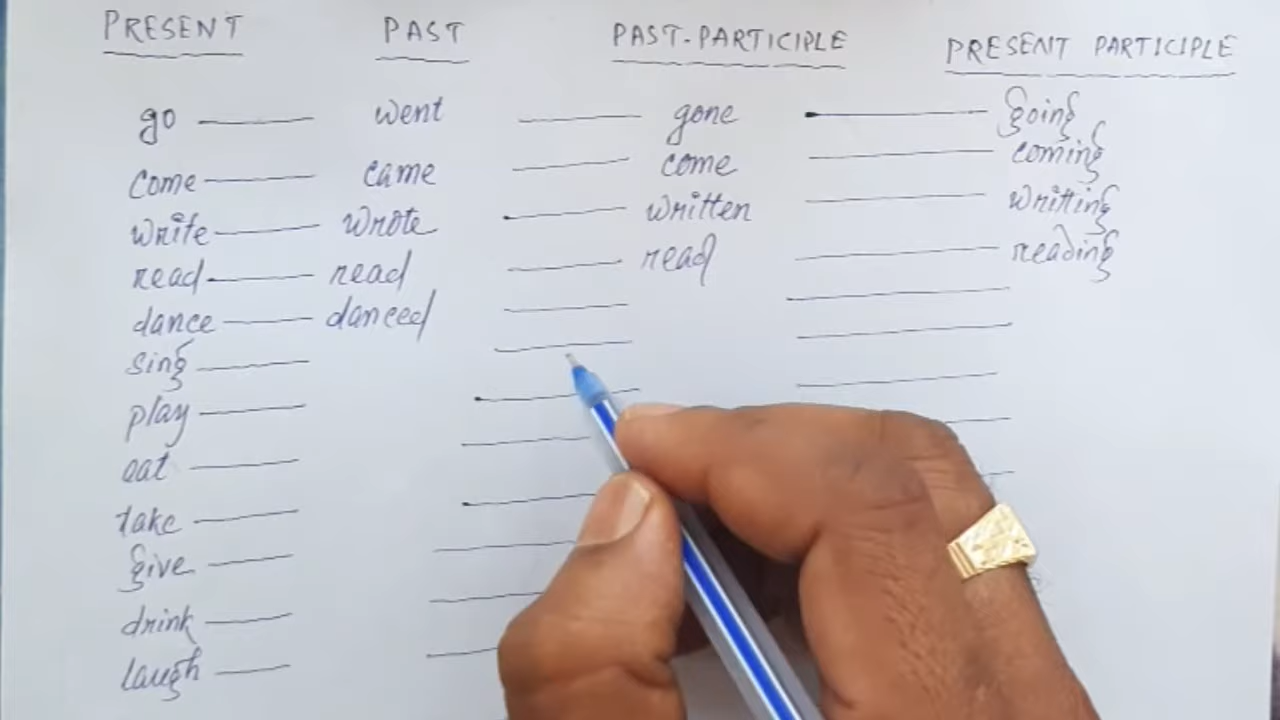 PRESENT PAST PAST-PARTICIPLE PRESENT PARTICIPLE
go went gone going
come came come coming
write wrote written writting
read read read reading
dance danced
sing
play
eat
take
give
drink
laugh